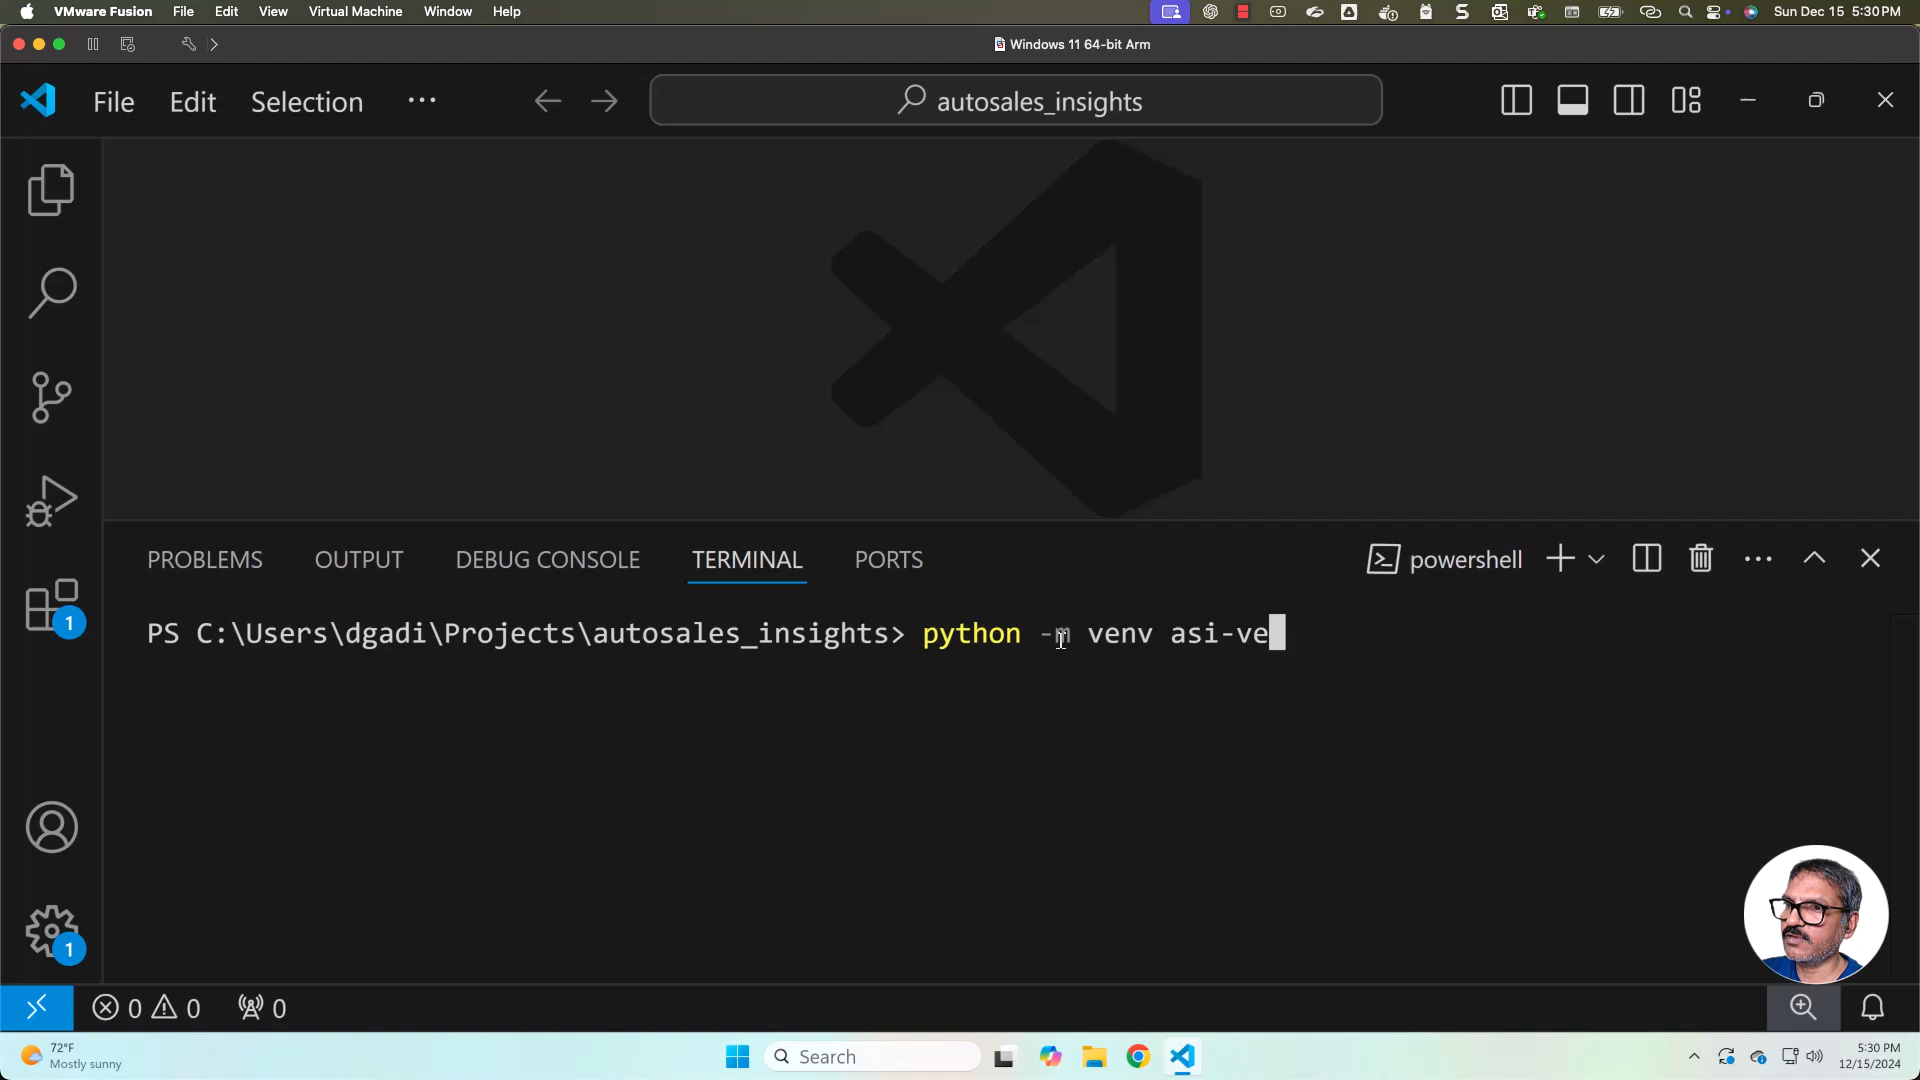 VMware Fusion File Edit View Virtual Machine Window Help Sun Dec 15 5:30 PM
Windows 11 64-bit Arm
File Edit Selection ··· autosales_insights
PROBLEMS OUTPUT DEBUG CONSOLE TERMINAL PORTS powershell
PS C:\Users\dgadi\Projects\autosales_insights> python -m venv asi-ve
1
1
0 0 0
72°F
Mostly sunny
Search
5:30 PM
12/15/2024